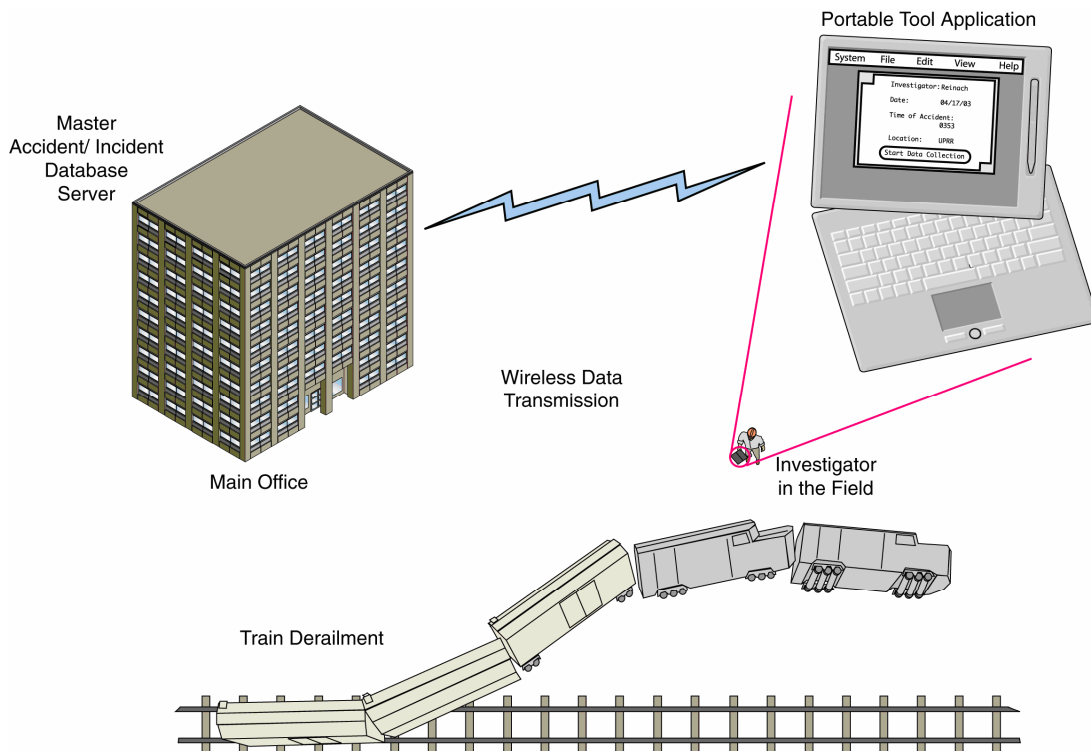 Portable Tool Application
System File Edit View Help
Investigator:Reinach
Date: 04/17/03
Time of Accident:
0353
Location: UPRR
Start Data Collection
Master
Accident/ Incident
Database
Server
Wireless Data
Transmission
Main Office
Investigator
in the Field
Train Derailment